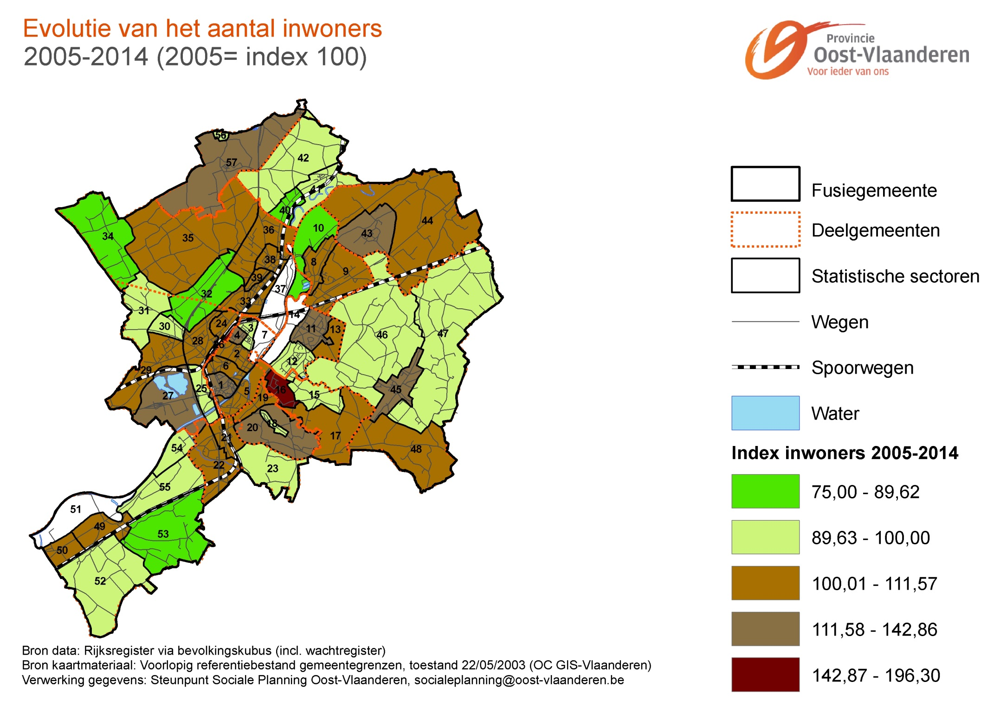 Evolutie van het aantal inwoners
2005-2014 (2005= index 100)
Provincie
Oost-Vlaanderen
Voor ieder van ons
56
57
42
41
40
34
35
36
10
43
44
38
8
9
39
37
32
33
31
30
24
14
3
4
7
11
13
46
47
28
26
2
12
6
29
1
25
5
27
19
16
15
45
18
20
21
17
54
22
23
48
55
51
49
53
50
52
Fusiegemeente
Deelgemeenten
Statistische sectoren
Wegen
Spoorwegen
Water
Index inwoners 2005-2014
75,00 - 89,62
89,63 - 100,00
100,01 - 111,57
111,58 - 142,86
142,87 - 196,30
Bron data: Rijksregister via bevolkingskubus (incl. wachtregister)
Bron kaartmateriaal: Voorlopig referentiebestand gemeentegrenzen, toestand 22/05/2003 (OC GIS-Vlaanderen)
Verwerking gegevens: Steunpunt Sociale Planning Oost-Vlaanderen, socialeplanning@oost-vlaanderen.be